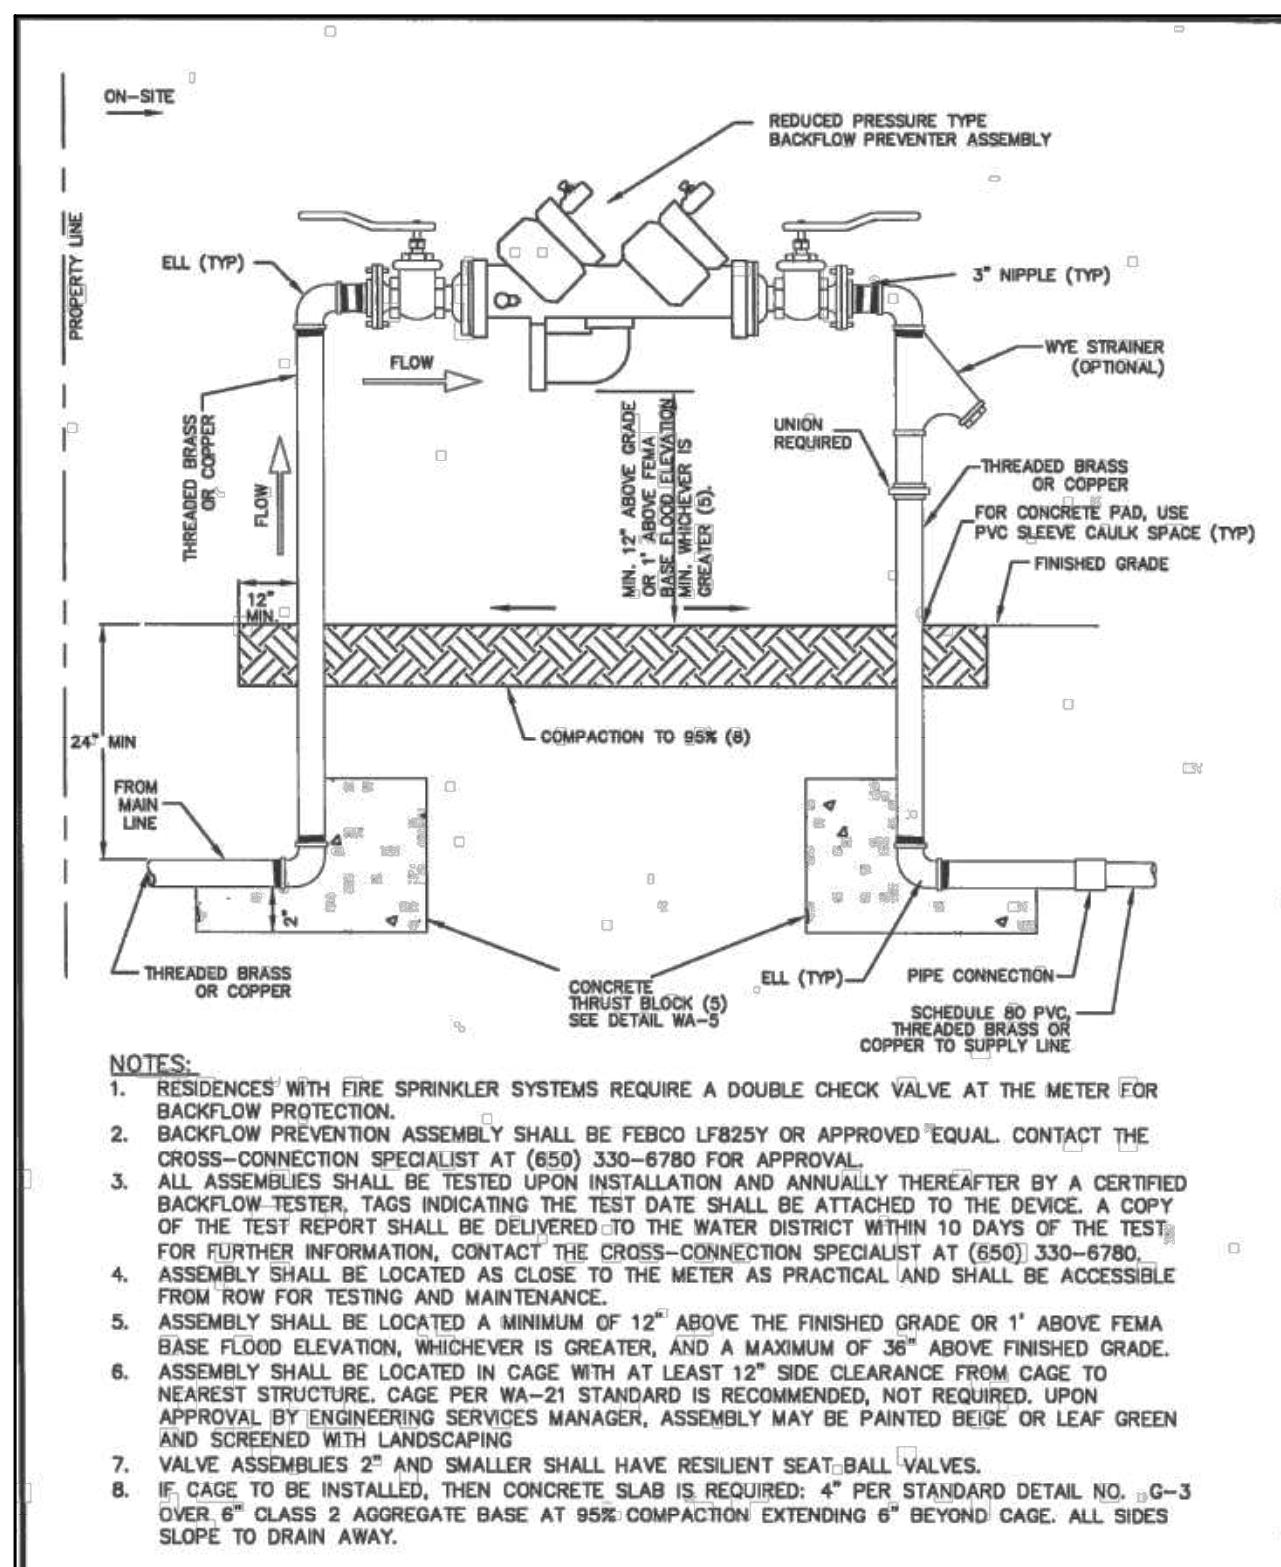 ON-SITE
REDUCED PRESSURE TYPE
BACKFLOW PREVENTER ASSEMBLY
PROPERTY LINE
ELL (TYP)
3" NIPPLE (TYP)
WYE STRAINER
(OPTIONAL)
FLOW
THREADED BRASS
OR COPPER
FLOW
MIN. 12" ABOVE GRADE
OR 1" ABOVE FEMA
BASE FLOOD ELEVATION
MIN. WHICHEVER IS
GREATER (5).
UNION
REQUIRED
THREADED BRASS
OR COPPER
FOR CONCRETE PAD, USE
PVC SLEEVE CAULK SPACE (TYP)
FINISHED GRADE
12"
MIN.
24" MIN
COMPACTION TO 95% (8)
FROM
MAIN
LINE
2"
THREADED BRASS
OR COPPER
CONCRETE
THRUST BLOCK (5)
SEE DETAIL WA-5
ELL (TYP)
PIPE CONNECTION
SCHEDULE 80 PVC,
THREADED BRASS OR
COPPER TO SUPPLY LINE
NOTES:
1. RESIDENCES WITH FIRE SPRINKLER SYSTEMS REQUIRE A DOUBLE CHECK VALVE AT THE METER FOR
BACKFLOW PROTECTION.
2. BACKFLOW PREVENTION ASSEMBLY SHALL BE FEBCO LF825Y OR APPROVED EQUAL. CONTACT THE
CROSS-CONNECTION SPECIALIST AT (650) 330-6780 FOR APPROVAL.
3. ALL ASSEMBLIES SHALL BE TESTED UPON INSTALLATION AND ANNUALLY THEREAFTER BY A CERTIFIED
BACKFLOW TESTER. TAGS INDICATING THE TEST DATE SHALL BE ATTACHED TO THE DEVICE. A COPY
OF THE TEST REPORT SHALL BE DELIVERED TO THE WATER DISTRICT WITHIN 10 DAYS OF THE TEST.
FOR FURTHER INFORMATION, CONTACT THE CROSS-CONNECTION SPECIALIST AT (650) 330-6780.
4. ASSEMBLY SHALL BE LOCATED AS CLOSE TO THE METER AS PRACTICAL AND SHALL BE ACCESSIBLE
FROM ROW FOR TESTING AND MAINTENANCE.
5. ASSEMBLY SHALL BE LOCATED A MINIMUM OF 12" ABOVE THE FINISHED GRADE OR 1' ABOVE FEMA
BASE FLOOD ELEVATION, WHICHEVER IS GREATER, AND A MAXIMUM OF 36" ABOVE FINISHED GRADE.
6. ASSEMBLY SHALL BE LOCATED IN CAGE WITH AT LEAST 12" SIDE CLEARANCE FROM CAGE TO
NEAREST STRUCTURE. CAGE PER WA-21 STANDARD IS RECOMMENDED, NOT REQUIRED. UPON
APPROVAL BY ENGINEERING SERVICES MANAGER, ASSEMBLY MAY BE PAINTED BEIGE OR LEAF GREEN
AND SCREENED WITH LANDSCAPING
7. VALVE ASSEMBLIES 2" AND SMALLER SHALL HAVE RESILIENT SEAT BALL VALVES.
8. IF CAGE TO BE INSTALLED, THEN CONCRETE SLAB IS REQUIRED: 4" PER STANDARD DETAIL NO. G-3
OVER 6" CLASS 2 AGGREGATE BASE AT 95% COMPACTION EXTENDING 6" BEYOND CAGE. ALL SIDES
SLOPE TO DRAIN AWAY.